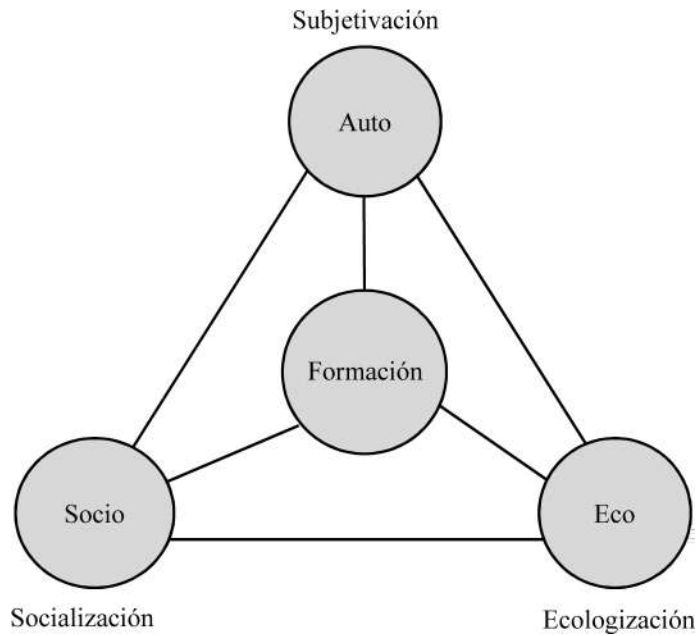 Subjetivación
Auto
Formación
Socio
Eco
Socialización
Ecologización